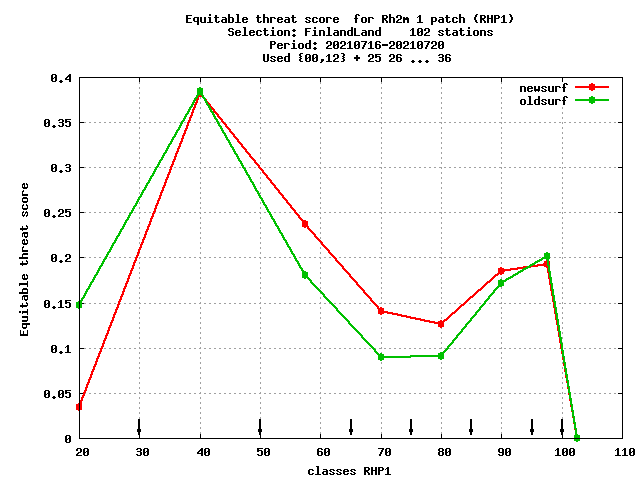 Equitable threat score  for Rh2m 1 patch (RHP1)
Selection: FinlandLand    102 stations
Period: 20210716-20210720
Used {00,12} + 25 26 ... 36
newsurf
oldsurf
0.4
0.35
0.3
0.25
0.2
0.15
0.1
0.05
0
Equitable threat score
20 30 40 50 60 70 80 90 100 110
classes RHP1